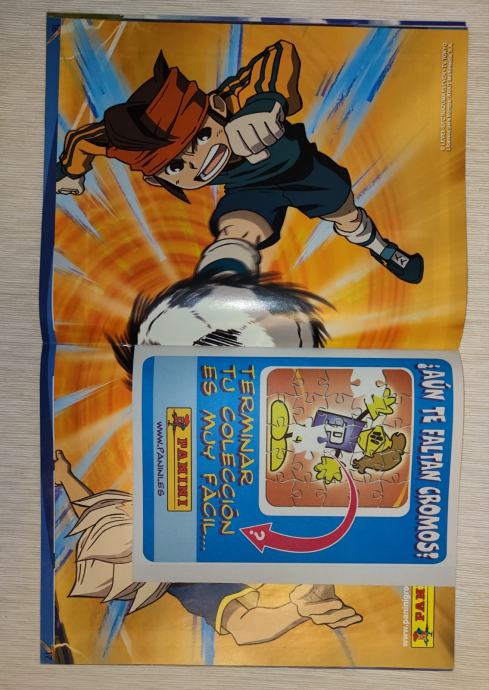 ¡AÚN TE FALTAN CROMOS!
TERMINAR
TU COLECCIÓN
ES MUY FÁCIL...
?
PANINI
www.PANINI.ES
PANINI